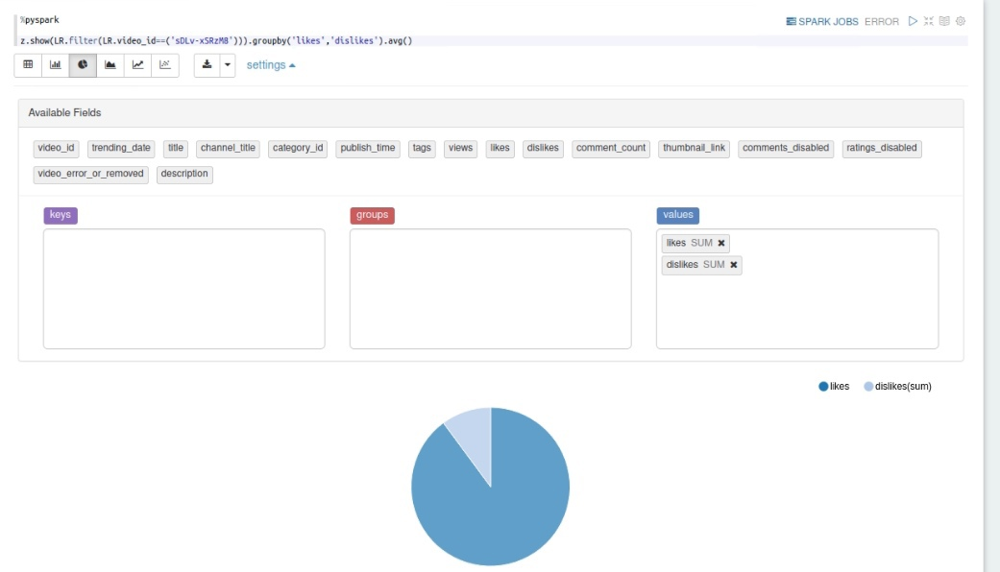 %pyspark
SPARK JOBS ERROR
z.show(LR.filter(LR.video_id==('sDLv-xSRzM8'))).groupby('likes','dislikes').avg()
settings
Available Fields
video_id trending_date title channel_title category_id publish_time tags views likes dislikes comment_count thumbnail_link comments_disabled ratings_disabled
video_error_or_removed description
keys groups values
likes SUM ✖
dislikes SUM ✖
likes dislikes(sum)